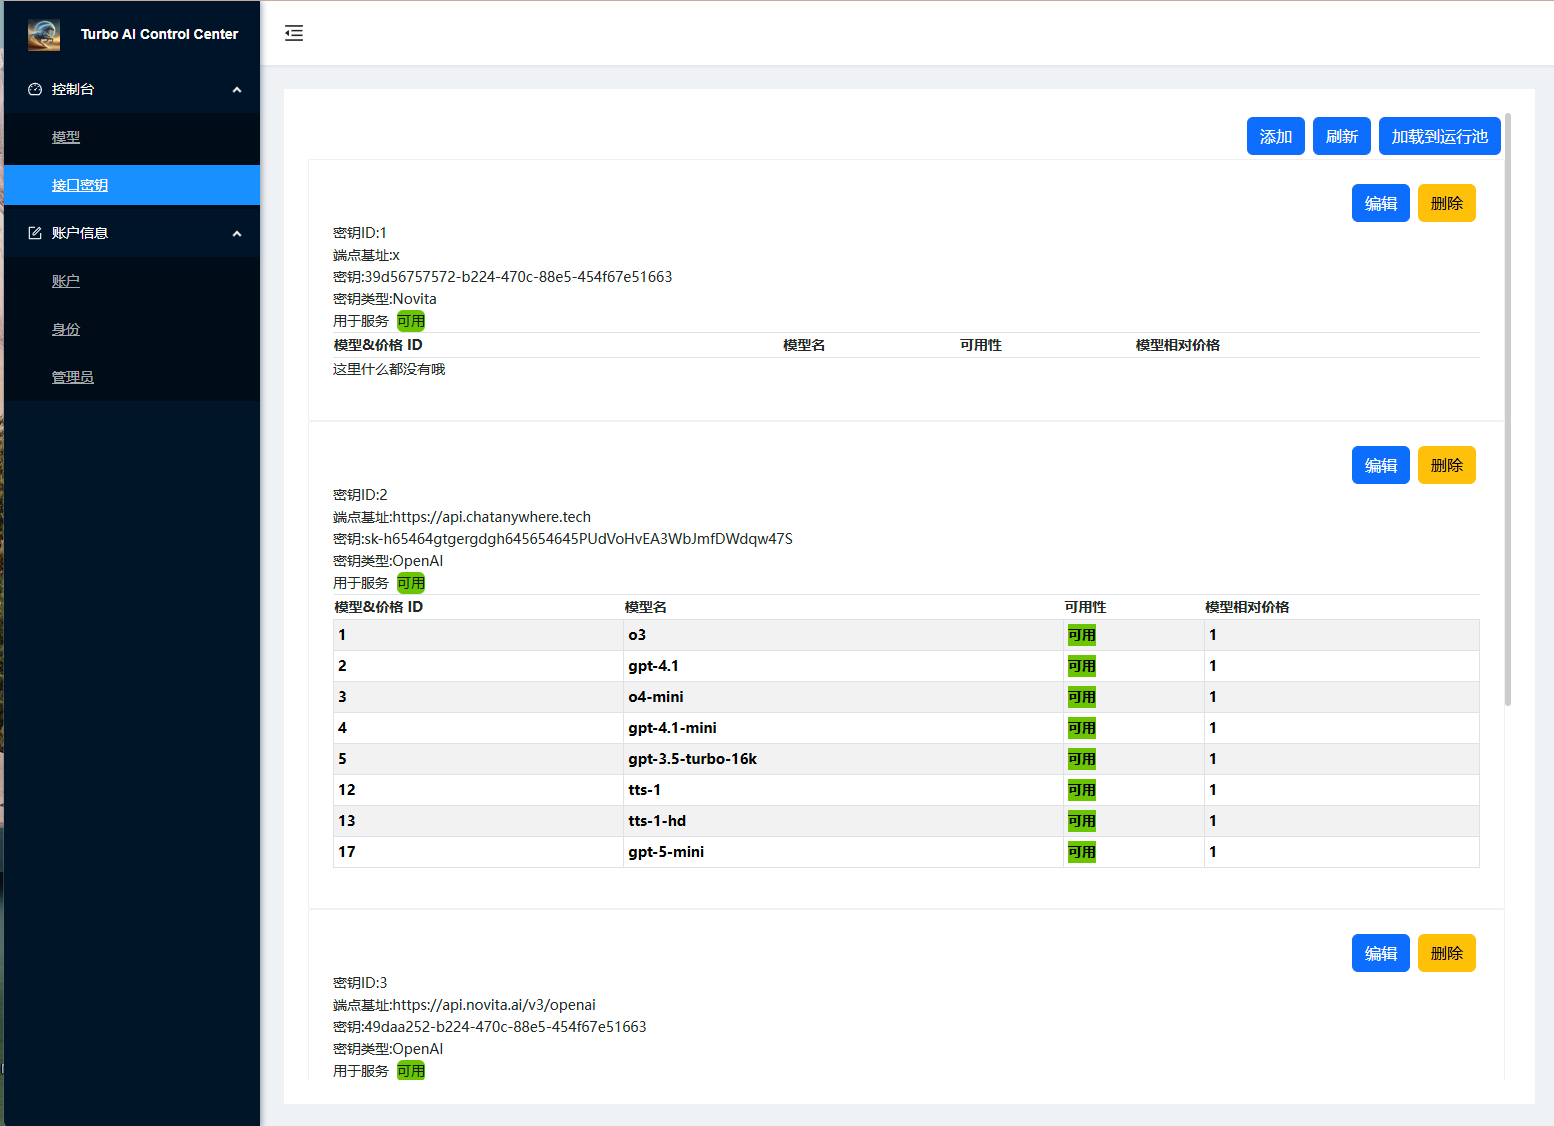 Turbo AI Control Center
控制台
模型
接口密钥
账户信息
账户
身份
管理员
添加 刷新 加载到运行池
编辑 删除
密钥ID:1
端点基址:x
密钥:39d56757572-b224-470c-88e5-454f67e51663
密钥类型:Novita
用于服务 可用
模型&价格 ID 模型名 可用性 模型相对价格
这里什么都没有哦
编辑 删除
密钥ID:2
端点基址:https://api.chatanywhere.tech
密钥:sk-h65464gtgergdgh645654645PUdVoHvEA3WbJmfDWdqw47S
密钥类型:OpenAI
用于服务 可用
模型&价格 ID 模型名 可用性 模型相对价格
1 o3 可用 1
2 gpt-4.1 可用 1
3 o4-mini 可用 1
4 gpt-4.1-mini 可用 1
5 gpt-3.5-turbo-16k 可用 1
12 tts-1 可用 1
13 tts-1-hd 可用 1
17 gpt-5-mini 可用 1
编辑 删除
密钥ID:3
端点基址:https://api.novita.ai/v3/openai
密钥:49daa252-b224-470c-88e5-454f67e51663
密钥类型:OpenAI
用于服务 可用